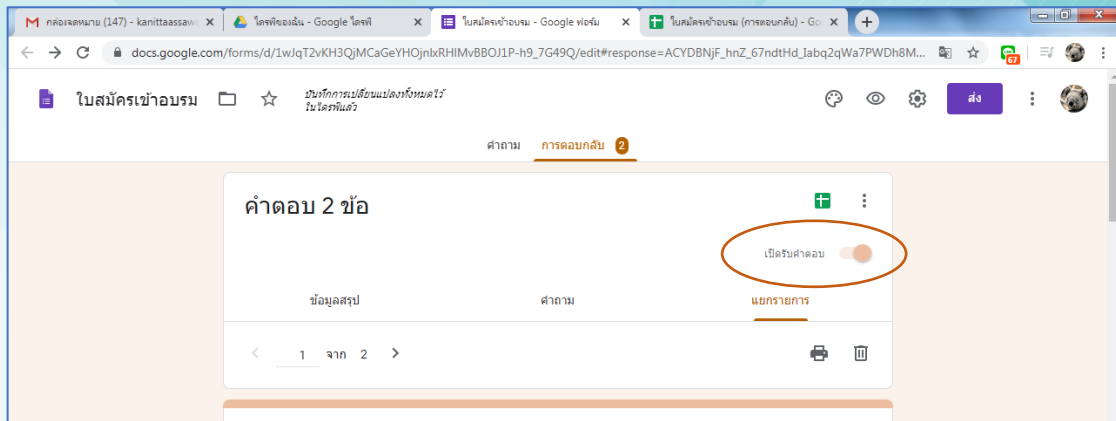 กล่องจดหมาย (147) - kanittaassawa
ไดรฟ์ของฉัน - Google ไดรฟ์
ใบสมัครเข้าอบรม - Google ฟอร์ม
ใบสมัครเข้าอบรม (การตอบกลับ) - Go
docs.google.com/forms/d/1wJqT2vKH3QjMCaGeYHOjnlxRHIMvBBOJ1P-h9_7G49Q/edit#response=ACYDBNjF_hnZ_67ndtHd_Iabq2qWa7PWDh8M...
67
ใบสมัครเข้าอบรม
บันทึกการเปลี่ยนแปลงทั้งหมดไว้
ในไดรฟ์แล้ว
ส่ง
คำถาม การตอบกลับ 2
คำตอบ 2 ข้อ
เปิดรับคำตอบ
ข้อมูลสรุป คำถาม แยกรายการ
1 จาก 2